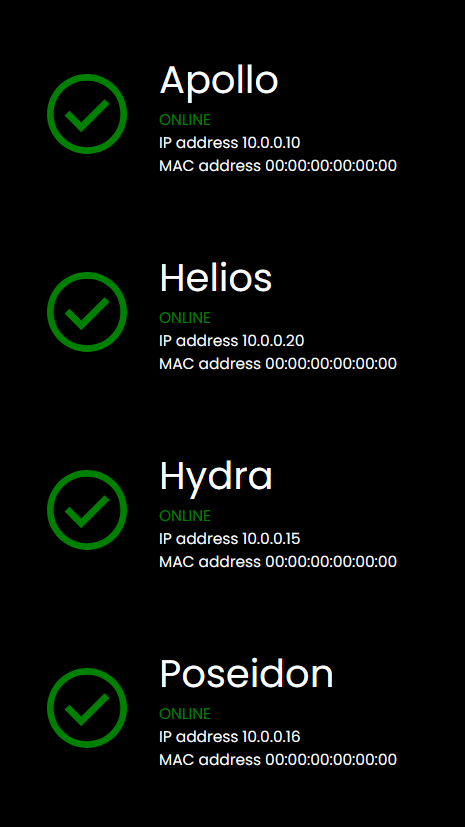 Apollo
ONLINE
IP address 10.0.0.10
MAC address 00:00:00:00:00:00
Helios
ONLINE
IP address 10.0.0.20
MAC address 00:00:00:00:00:00
Hydra
ONLINE
IP address 10.0.0.15
MAC address 00:00:00:00:00:00
Poseidon
ONLINE
IP address 10.0.0.16
MAC address 00:00:00:00:00:00